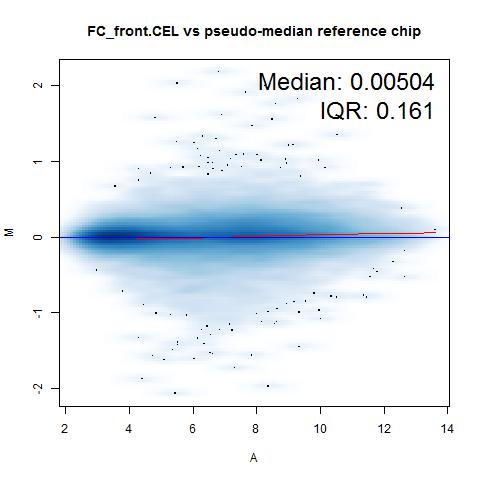 FC_front.CEL vs pseudo-median reference chip
Median: 0.00504
IQR: 0.161
2
1
0
-1
-2
M
2 4 6 8 10 12 14
A